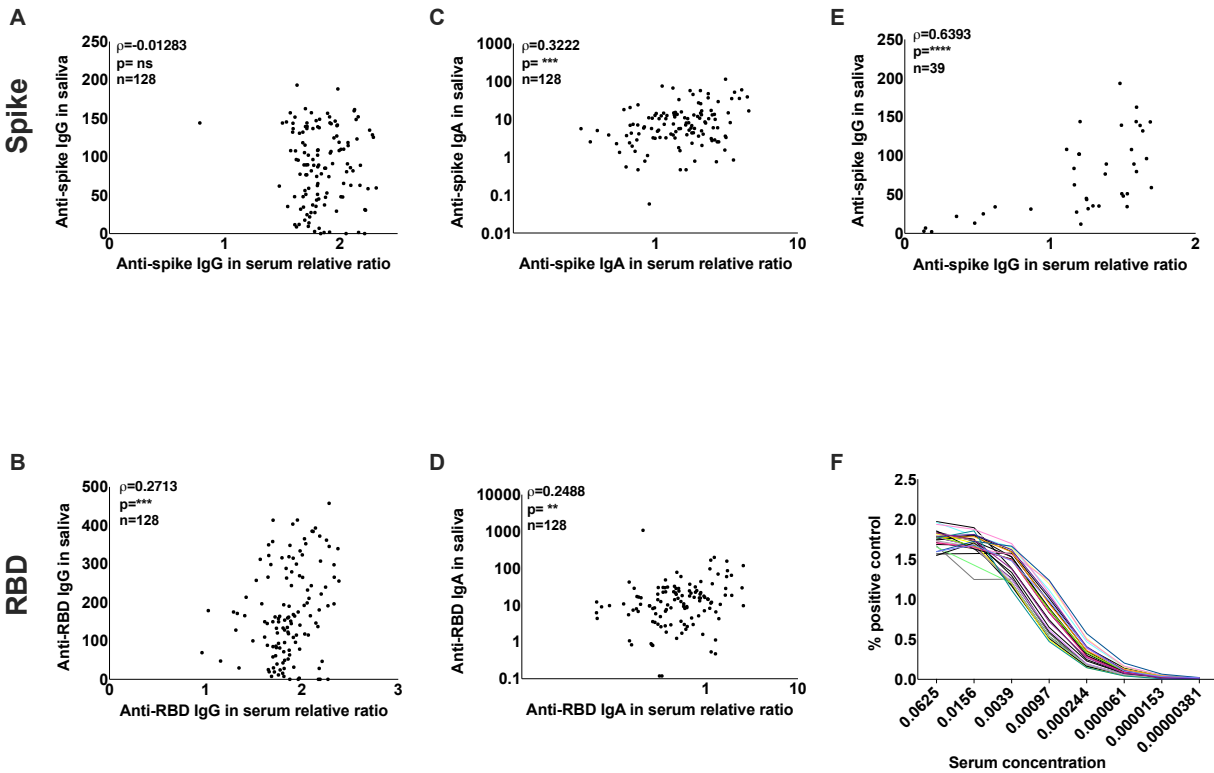 A
Spike
Anti-spike IgG in saliva
250
200
150
100
50
0
ρ=-0.01283
p= ns
n=128
0
1
2
Anti-spike IgG in serum relative ratio
C
Anti-spike IgA in saliva
1000
100
10
1
0.1
0.01
ρ=0.3222
p= ***
n=128
1
10
Anti-spike IgA in serum relative ratio
E
Anti-spike IgG in saliva
250
200
150
100
50
0
ρ=0.6393
p=****
n=39
0
1
2
Anti-spike IgG in serum relative ratio
B
RBD
Anti-RBD IgG in saliva
500
400
300
200
100
0
ρ=0.2713
p=***
n=128
0
1
2
3
Anti-RBD IgG in serum relative ratio
D
Anti-RBD IgA in saliva
10000
1000
100
10
1
0.1
ρ=0.2488
p= **
n=128
1
10
Anti-RBD IgA in serum relative ratio
F
% positive control
2.5
2.0
1.5
1.0
0.5
0.0
0.0625
0.0156
0.0039
0.00097
0.000244
0.000061
0.0000153
0.00000381
Serum concentration